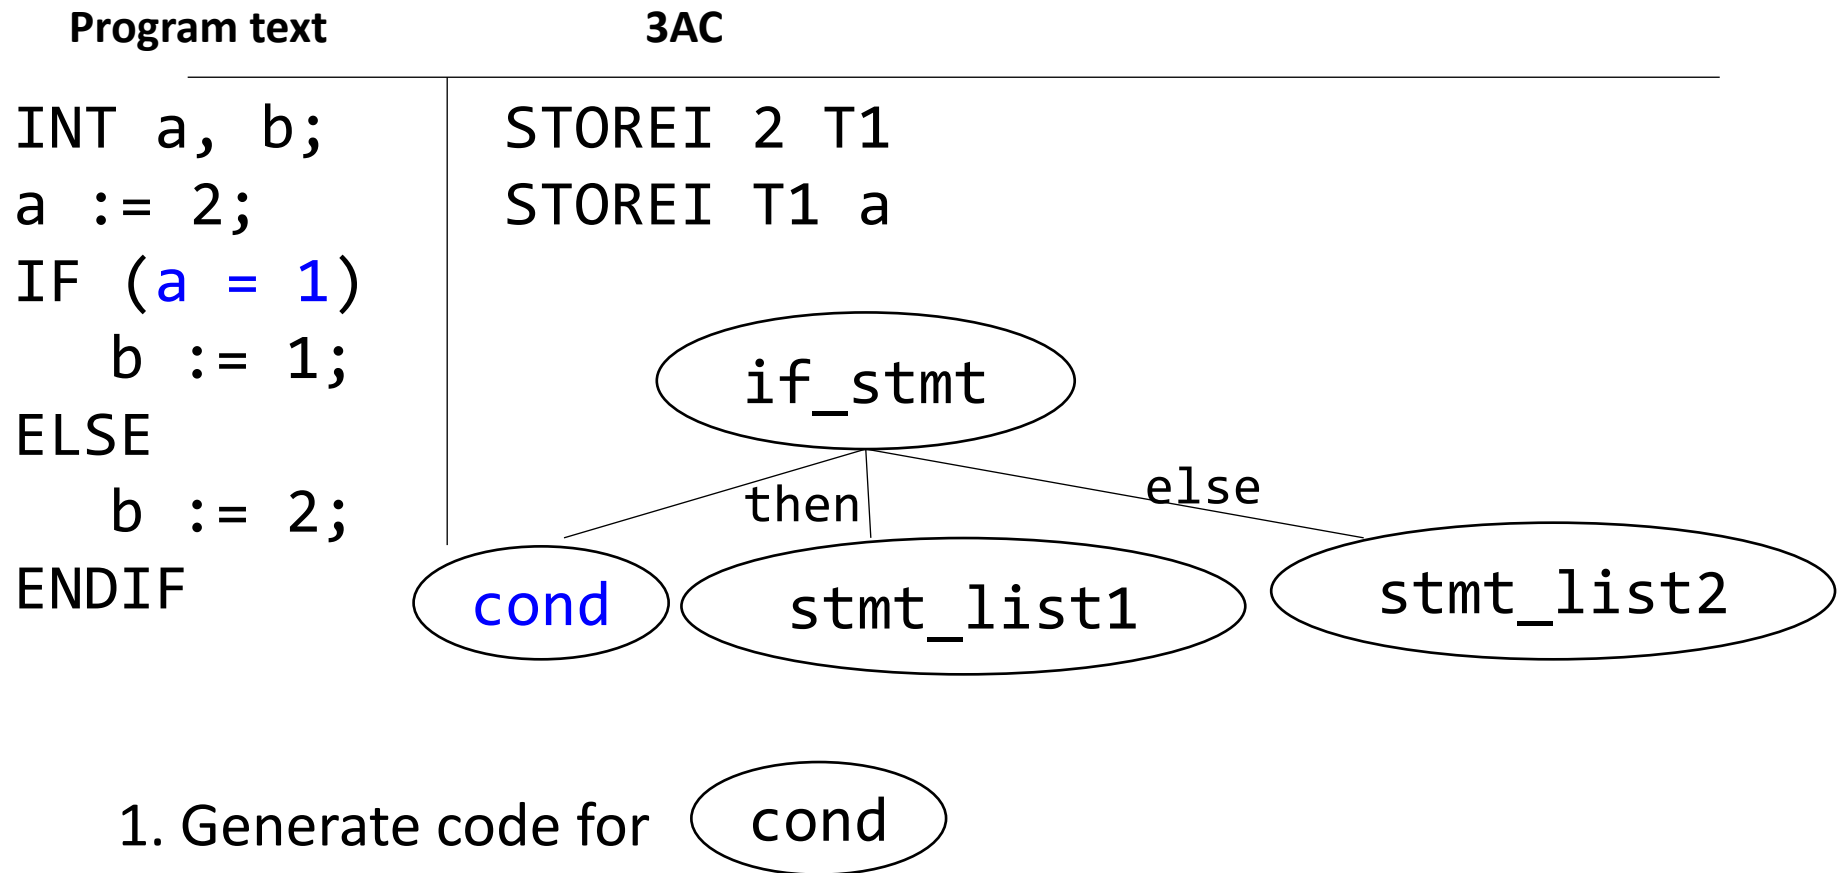 Program text 3AC
INT a, b; STOREI 2 T1
a := 2; STOREI T1 a
IF (a = 1)
b := 1;
ELSE
b := 2;
ENDIF
if_stmt
then else
cond stmt_list1 stmt_list2
1. Generate code for cond